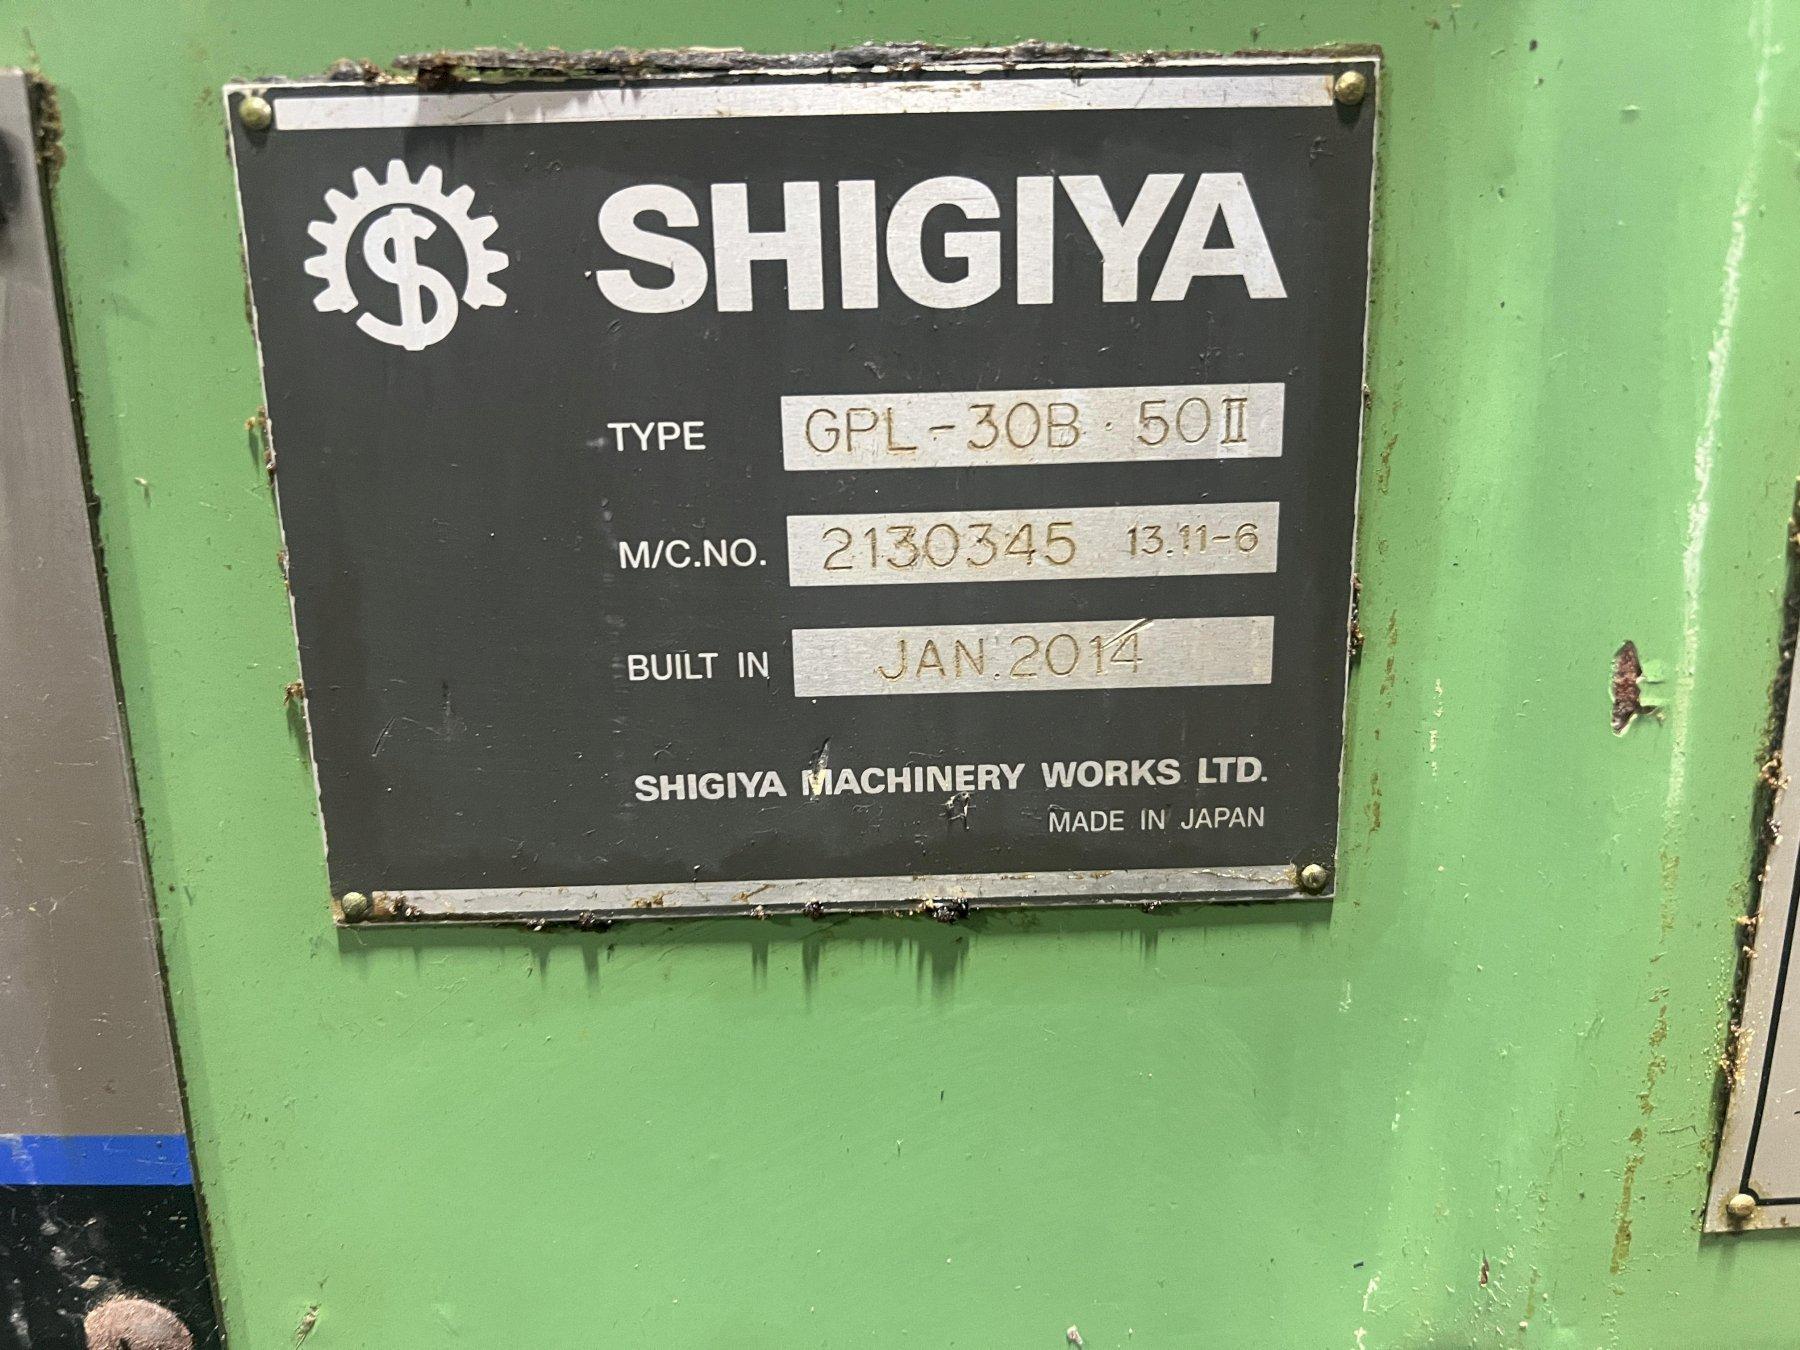 SHIGIYA
TYPE GPL-30B·50II
M/C.NO. 2130345 13.11-6
BUILT IN JAN.2014
SHIGIYA MACHINERY WORKS LTD.
MADE IN JAPAN